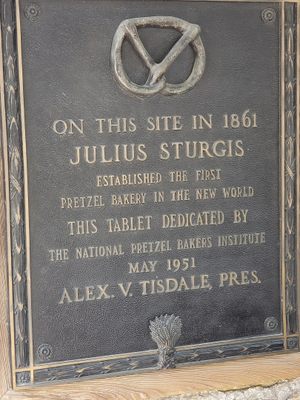 ON THIS SITE IN 1861
JULIUS STURGIS
ESTABLISHED THE FIRST
PRETZEL BAKERY IN THE NEW WORLD
THIS TABLET DEDICATED BY
THE NATIONAL PRETZEL BAKERS INSTITUTE
MAY 1951
ALEX. V. TISDALE, PRES.